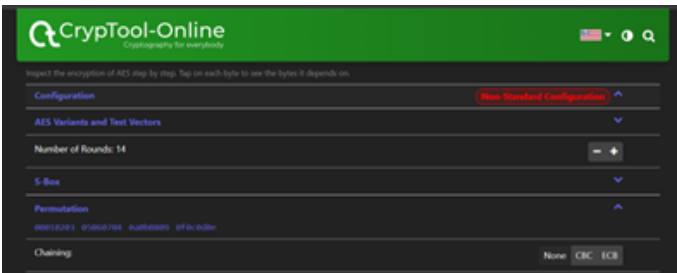 CrypTool-Online
Cryptography for everybody
Inspect the encryption of AES step by step. Tap on each byte to see the bytes it depends on.
Configuration Non-Standard Configuration
AES Variants and Test Vectors
Number of Rounds: 14
S-Box
Permutation
00010203 05060704
Chaining: None CBC ECB